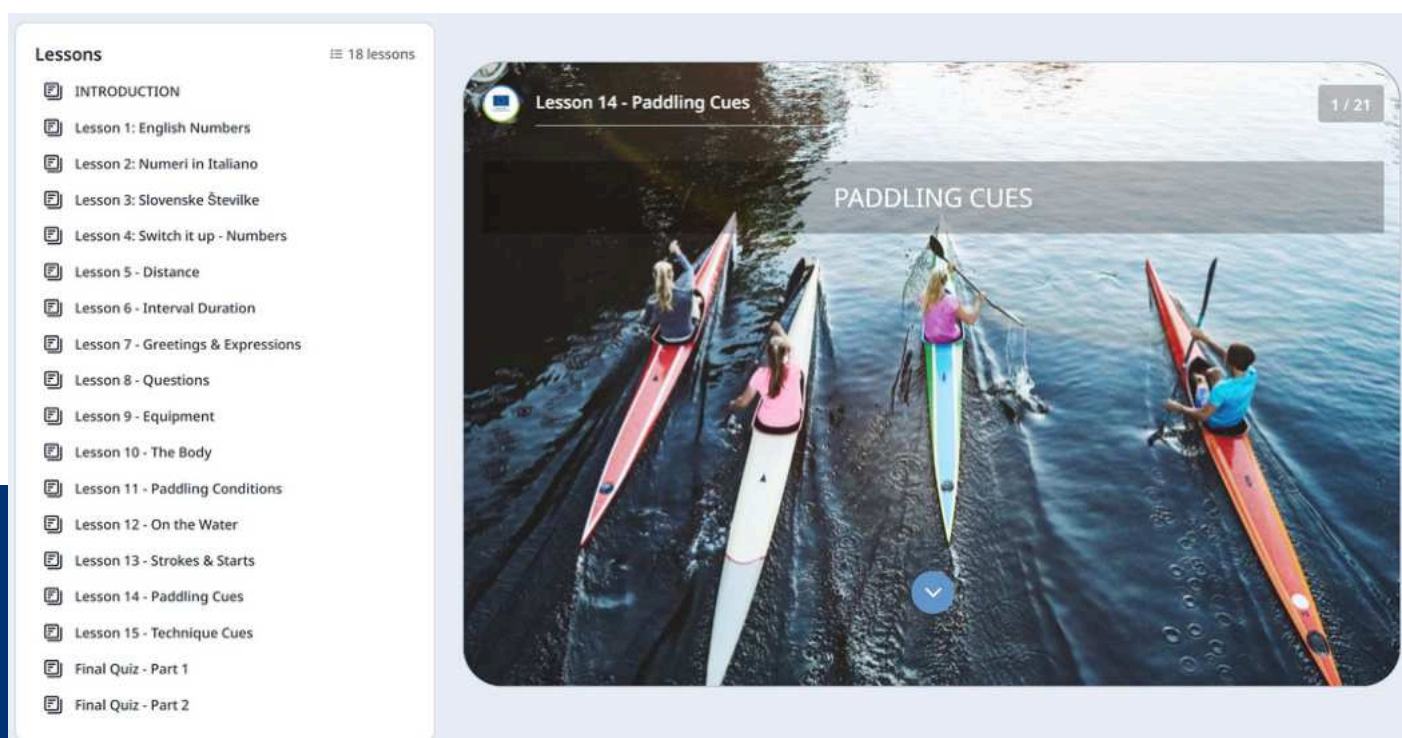 Lessons
18 lessons
INTRODUCTION
Lesson 1: English Numbers
Lesson 2: Numeri in Italiano
Lesson 3: Slovenske Številke
Lesson 4: Switch it up - Numbers
Lesson 5 - Distance
Lesson 6 - Interval Duration
Lesson 7 - Greetings & Expressions
Lesson 8 - Questions
Lesson 9 - Equipment
Lesson 10 - The Body
Lesson 11 - Paddling Conditions
Lesson 12 - On the Water
Lesson 13 - Strokes & Starts
Lesson 14 - Paddling Cues
Lesson 15 - Technique Cues
Final Quiz - Part 1
Final Quiz - Part 2
Lesson 14 - Paddling Cues
1 / 21
PADDLING CUES